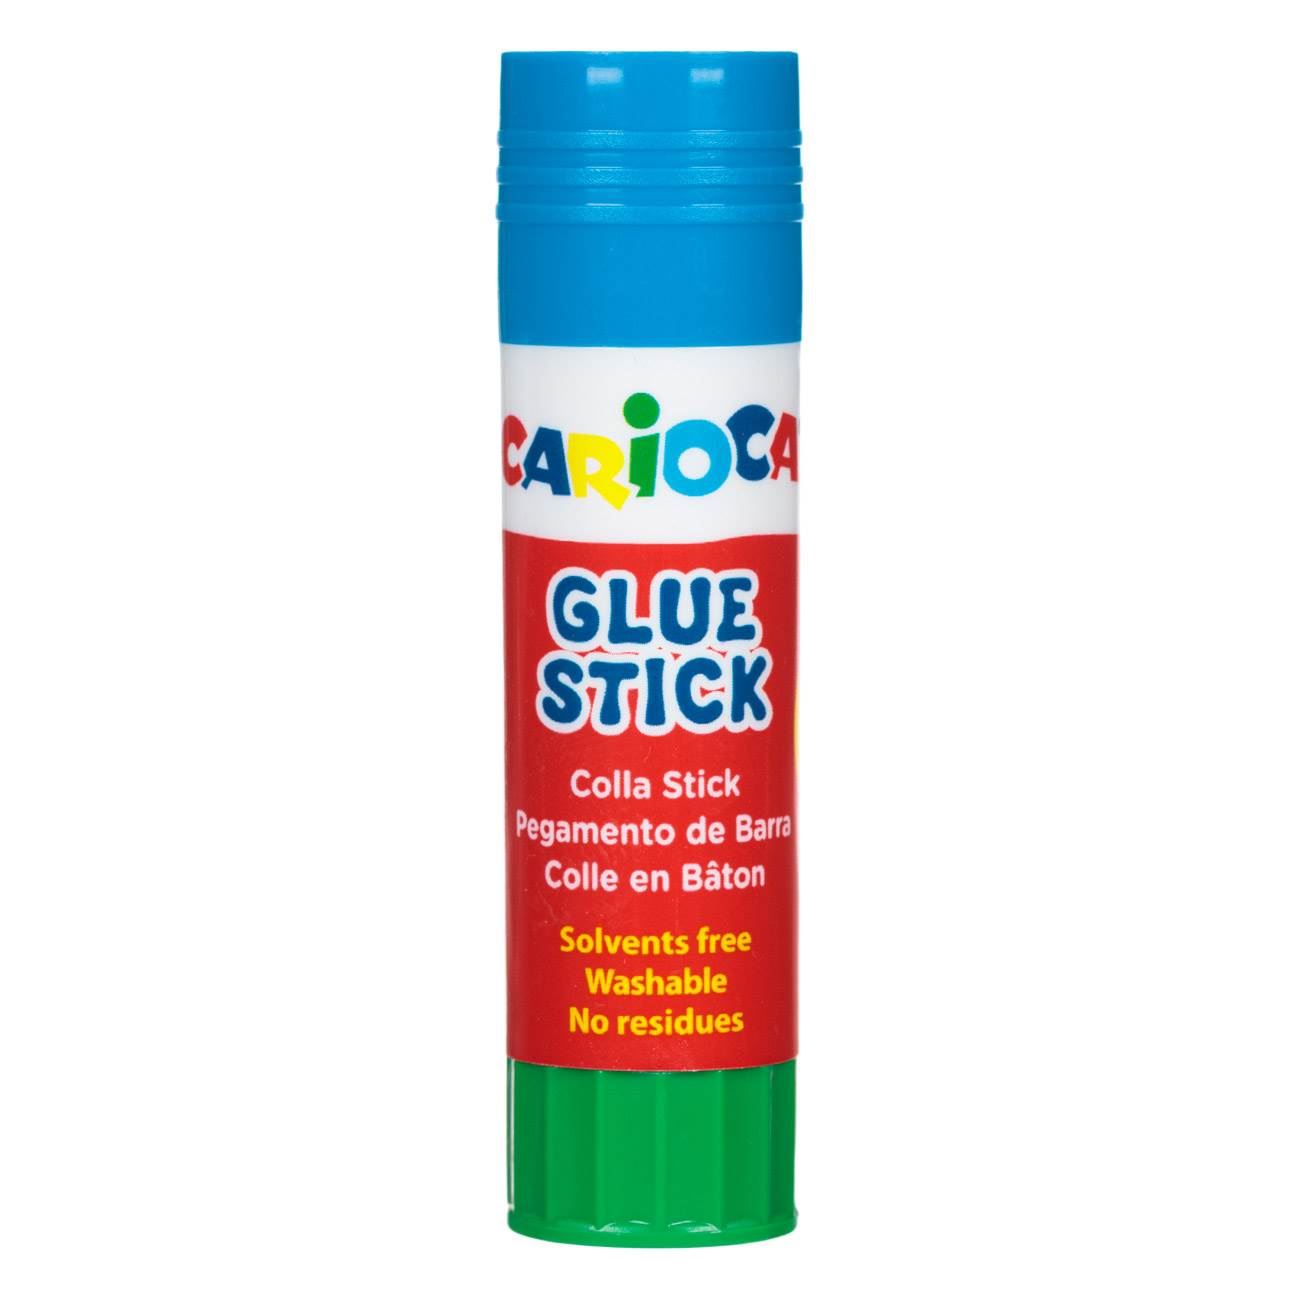 CARIOCA
GLUE
STICK
Colla Stick
Pegamento de Barra
Colle en Bâton
Solvents free
Washable
No residues